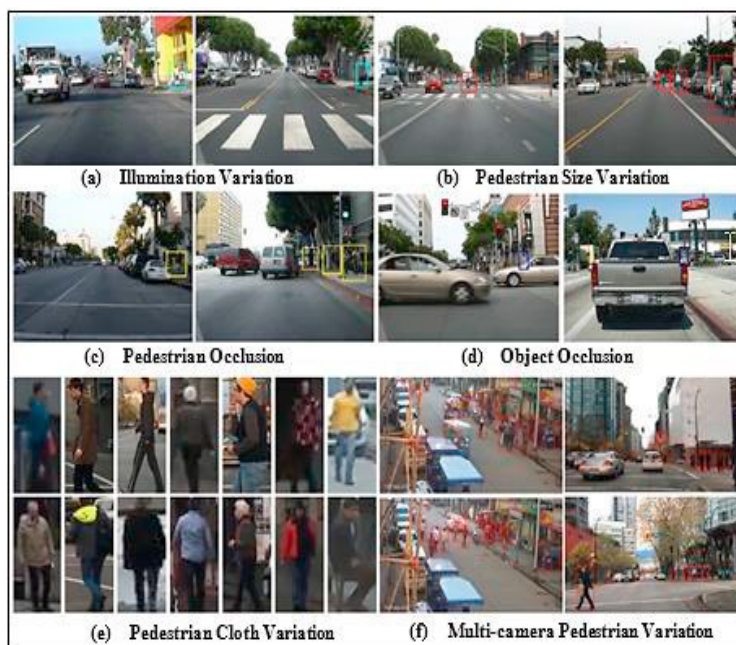 (a) Illumination Variation
(b) Pedestrian Size Variation
(c) Pedestrian Occlusion
(d) Object Occlusion
(e) Pedestrian Cloth Variation
(f) Multi-camera Pedestrian Variation